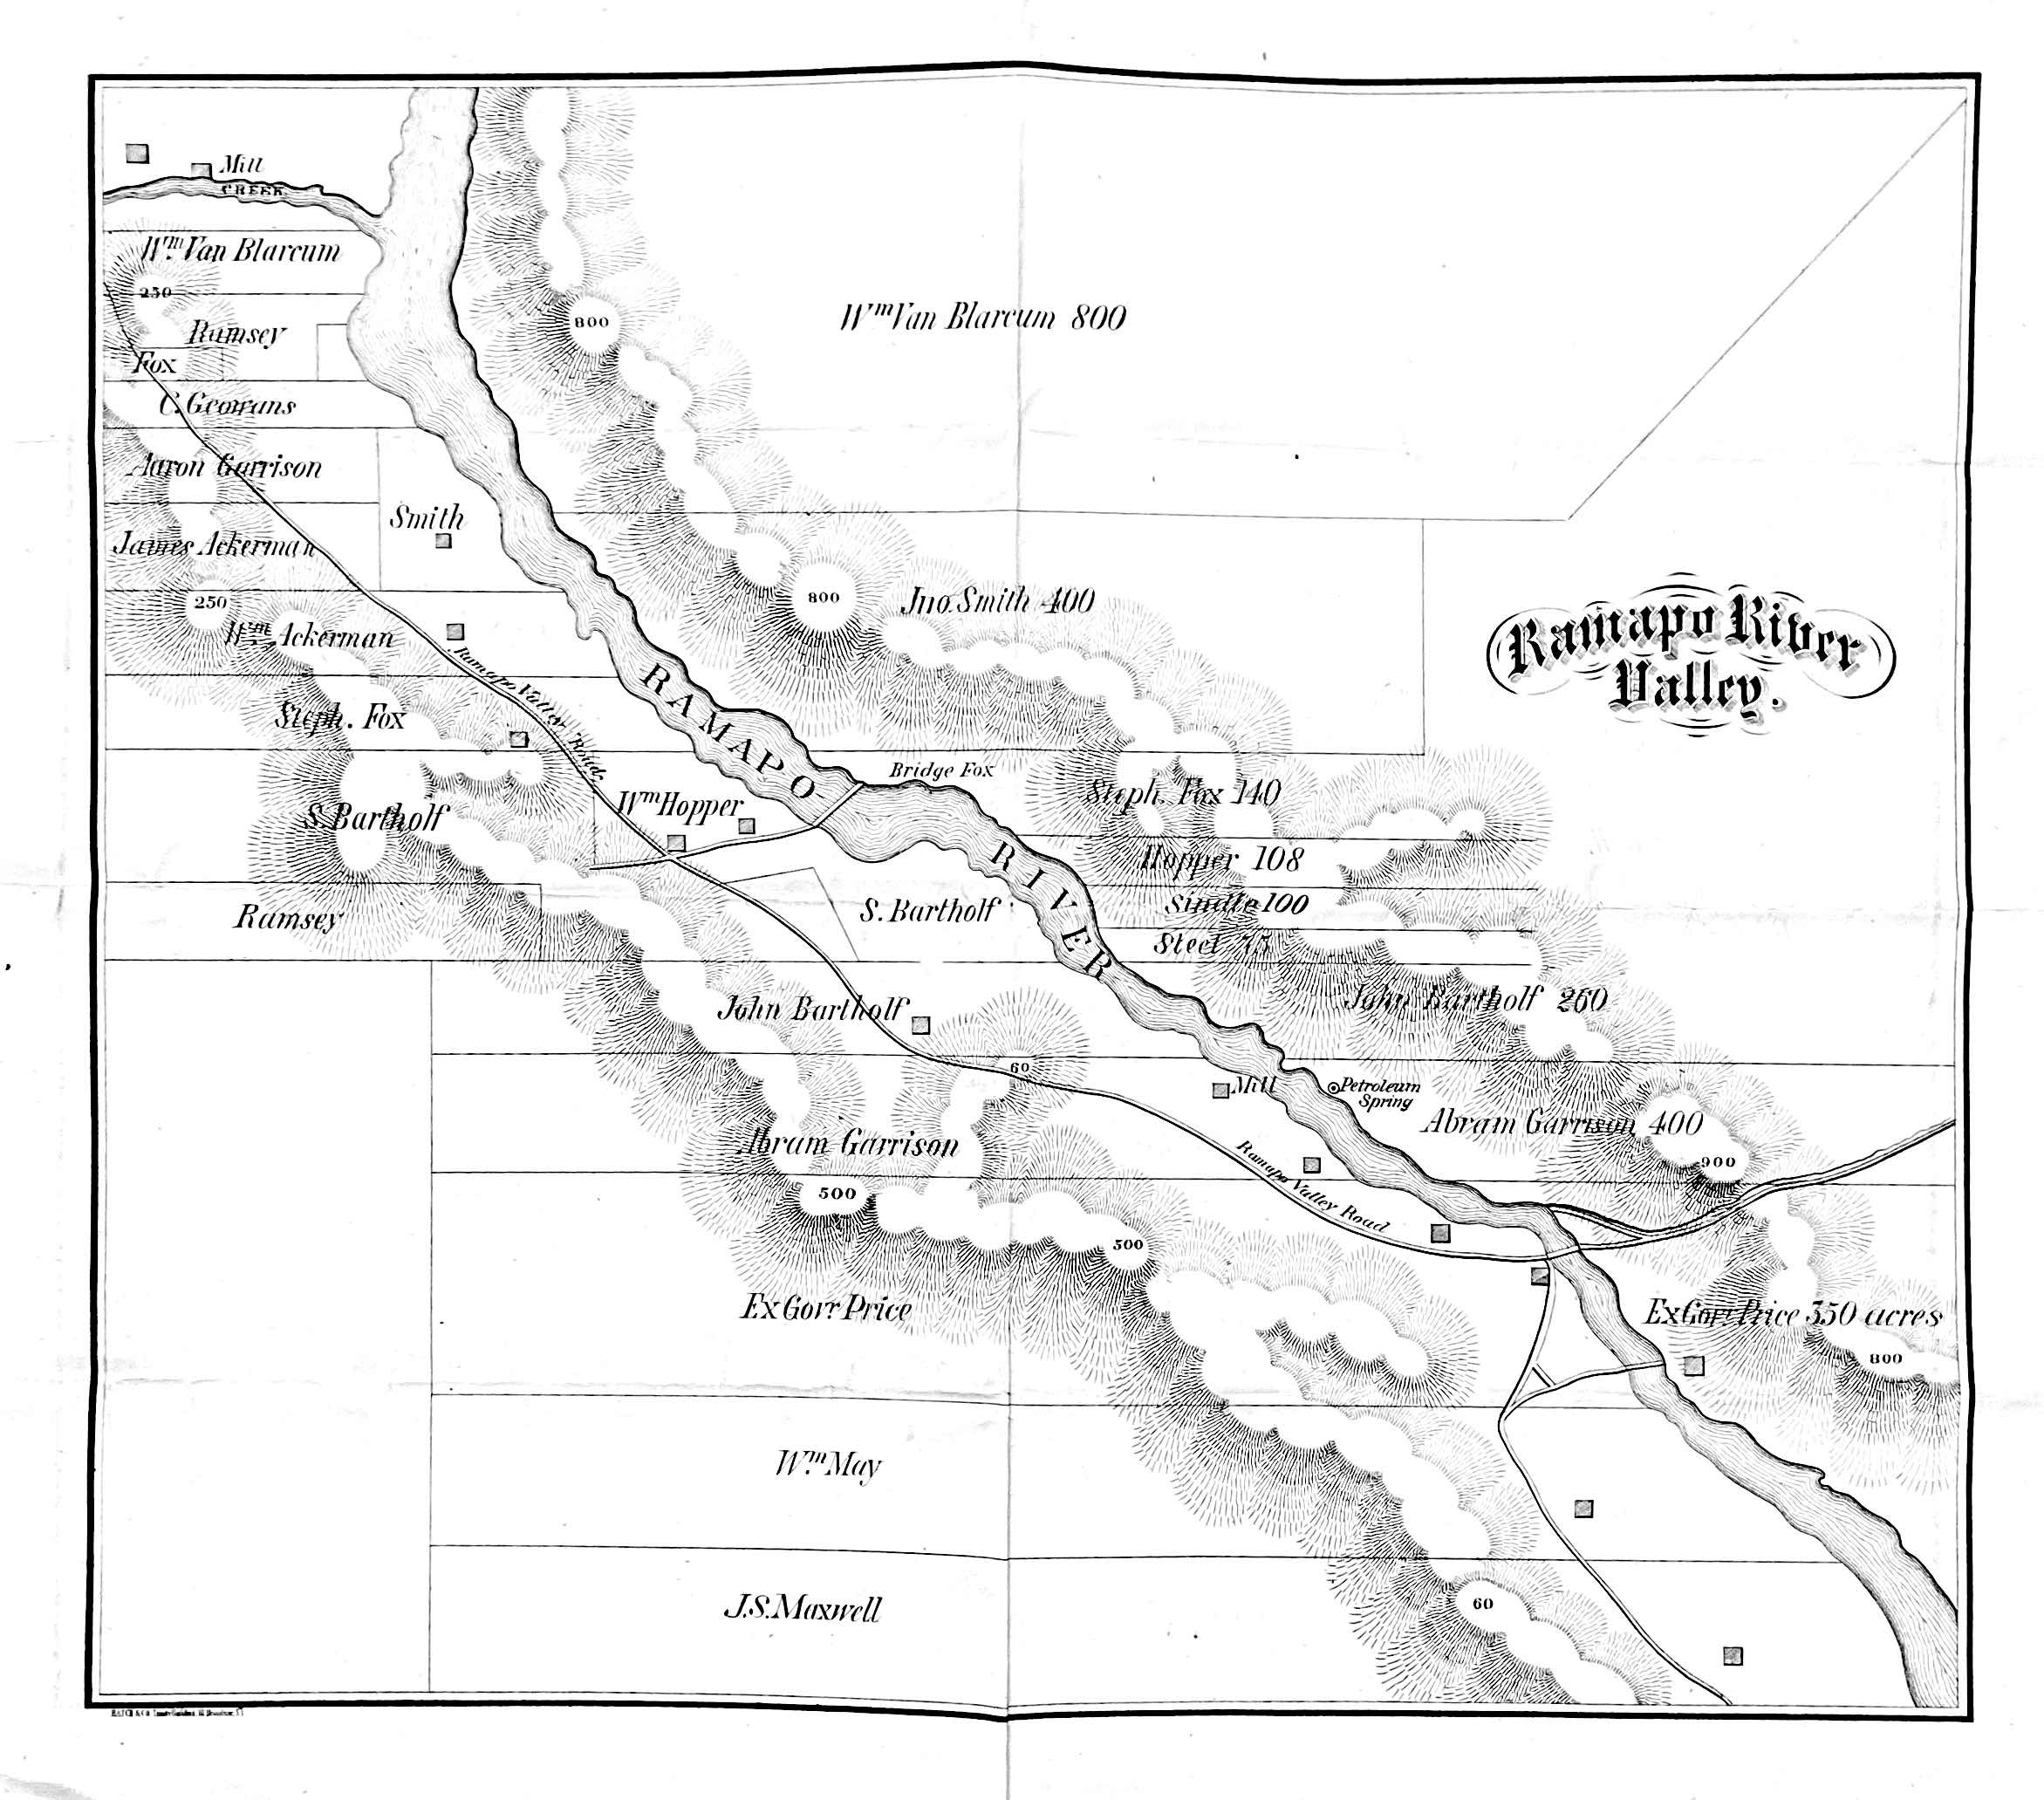 Mill
CREEK
Wm. Van Blarcum
250
Ramsey
Fox
C. Geowans
Aaron Garrison
James Ackerman
Smith
250
Wm. Ackerman
Ramapo Valley Road
Steph. Fox
Wm Hopper
S. Bartholf
Ramsey
800
Wm Van Blarcum 800
800
Jno. Smith 400
Ramapo River
Valley.
RAMAPO RIVER
Bridge Fox
Steph. Fox 140
Hopper 108
Sindle 100
Steel 75
S. Bartholf
John Bartholf 260
John Bartholf
60
Mill
Petroleum
Spring
Abram Garrison 400
900
Abram Garrison
500
Ramapo Valley Road
500
Ex Govr. Price
Ex Govr. Price 350 acres
800
Wm. May
J.S. Maxwell
60
HATCH & Co.